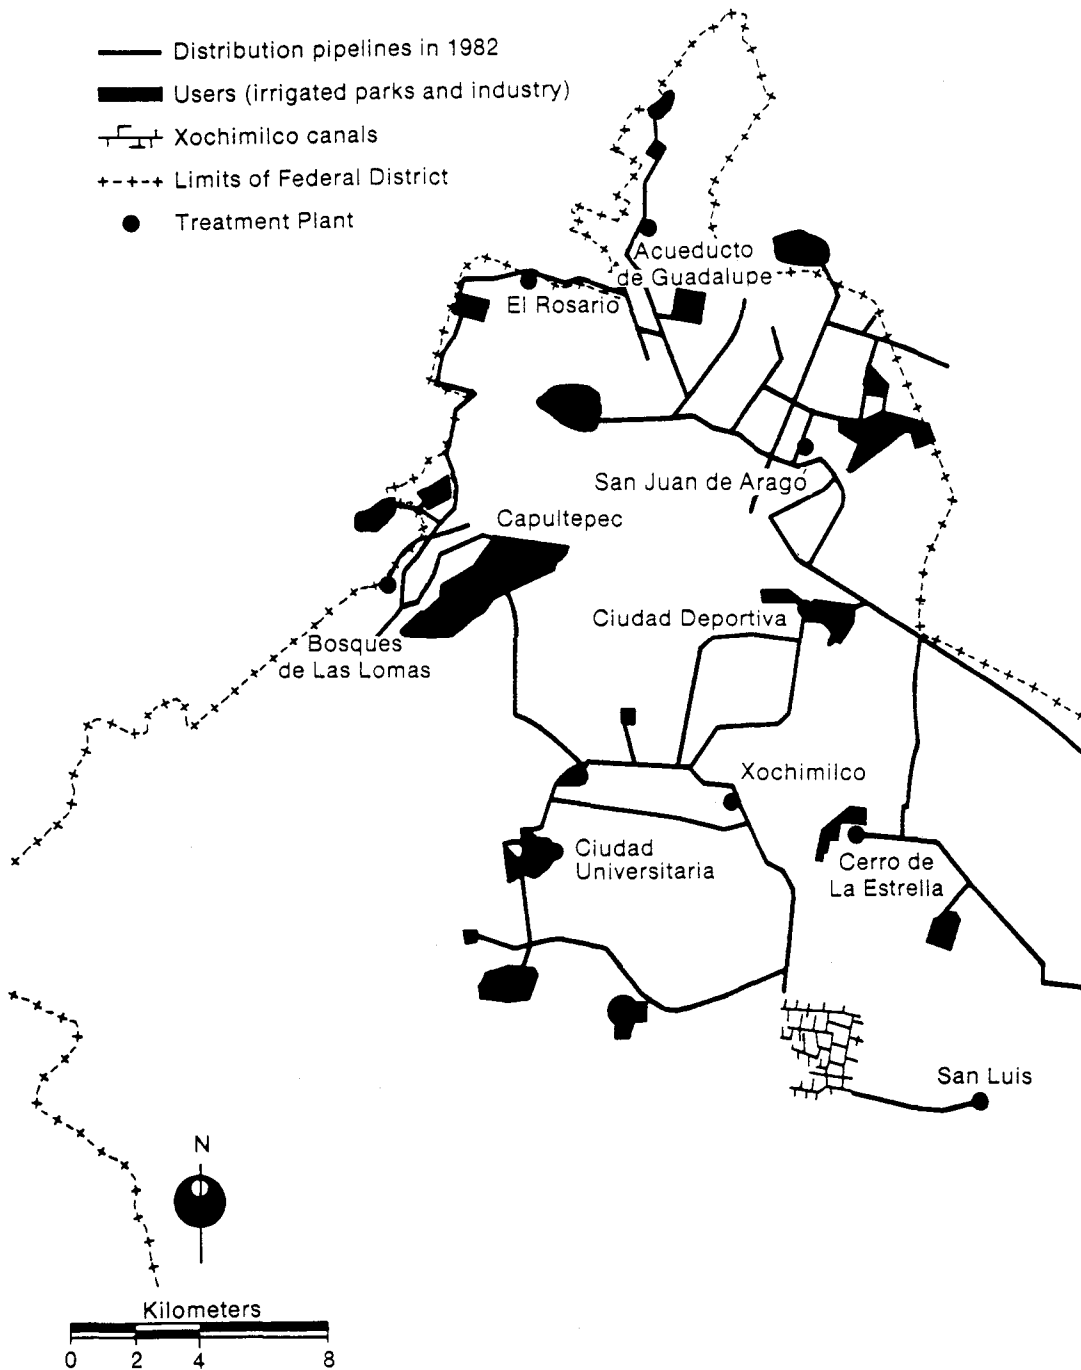 Distribution pipelines in 1982
Users (irrigated parks and industry)
Xochimilco canals
Limits of Federal District
Treatment Plant
Acueducto
de Guadalupe
El Rosario
San Juan de Arago
Capultepec
Ciudad Deportiva
Bosques
de Las Lomas
Xochimilco
Ciudad
Universitaria
Cerro de
La Estrella
San Luis
N
Kilometers
0 2 4 8